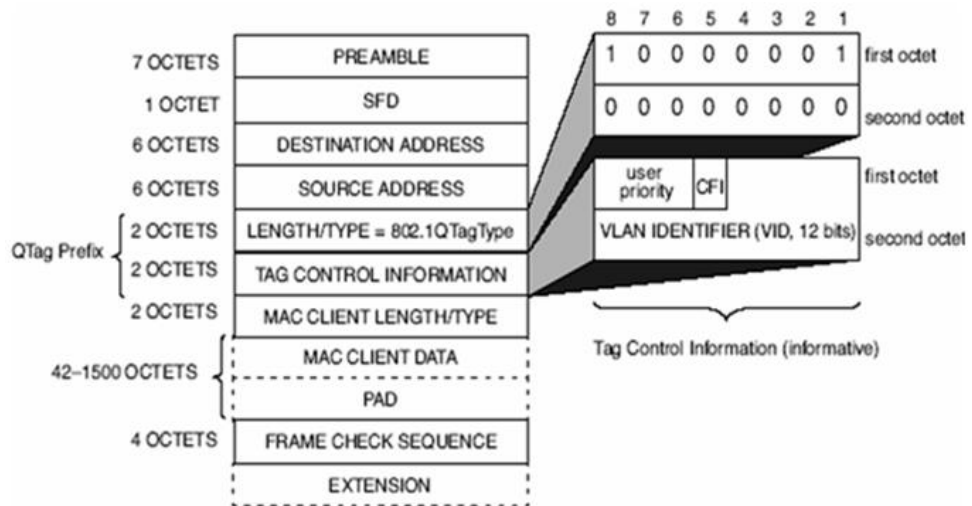 8 7 6 5 4 3 2 1
7 OCTETS PREAMBLE 1 0 0 0 0 0 0 1 first octet
1 OCTET SFD 0 0 0 0 0 0 0 0 second octet
6 OCTETS DESTINATION ADDRESS
6 OCTETS SOURCE ADDRESS user priority CFI first octet
QTag Prefix 2 OCTETS LENGTH/TYPE = 802.1QTagType VLAN IDENTIFIER (VID, 12 bits) second octet
2 OCTETS TAG CONTROL INFORMATION
2 OCTETS MAC CLIENT LENGTH/TYPE
Tag Control Information (informative)
42–1500 OCTETS MAC CLIENT DATA
PAD
4 OCTETS FRAME CHECK SEQUENCE
EXTENSION